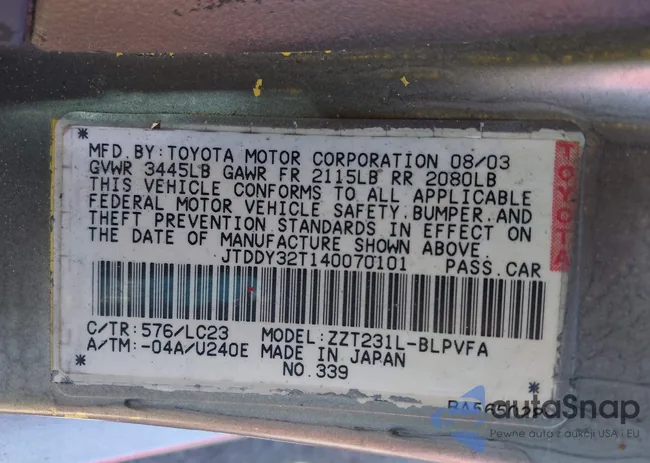 MFD. BY: TOYOTA MOTOR CORPORATION 08/03
GVWR 3445LB GAWR FR 2115LB RR 2080LB
THIS VEHICLE CONFORMS TO ALL APPLICABLE
FEDERAL MOTOR VEHICLE SAFETY, BUMPER, AND
THEFT PREVENTION STANDARDS IN EFFECT ON
THE DATE OF MANUFACTURE SHOWN ABOVE.
JTDDY32T140070101 PASS. CAR
TOYOTA
C/TR: 576/LC23 MODEL: ZZT231L-BLPVFA
A/TM: -04A/U240E MADE IN JAPAN
NO.339
autaSnap
Pewne auta z aukcji USA i EU